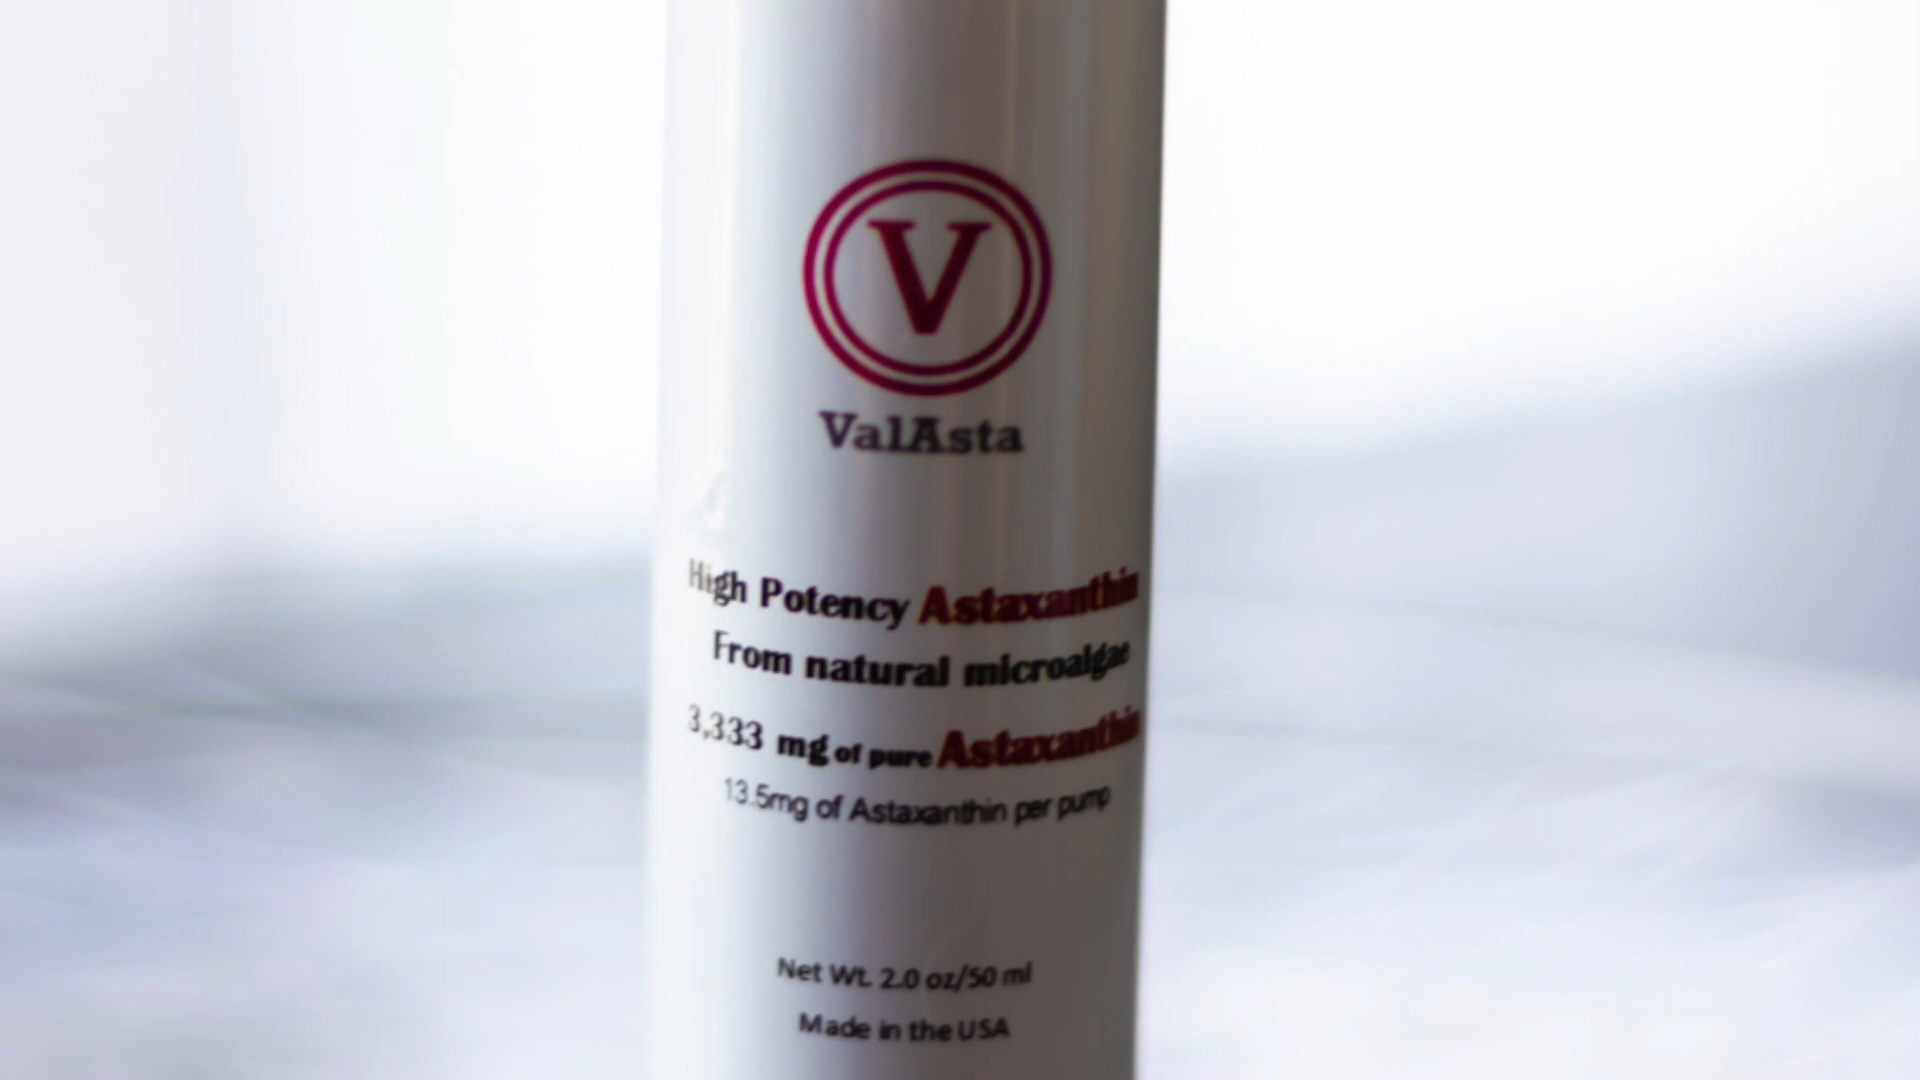 V
ValAsta
High Potency Astaxanthin
From natural microalgae
3,333 mg of pure Astaxanthin
13.5mg of Astaxanthin per pump
Net Wt. 2.0 oz/50 ml
Made in the USA